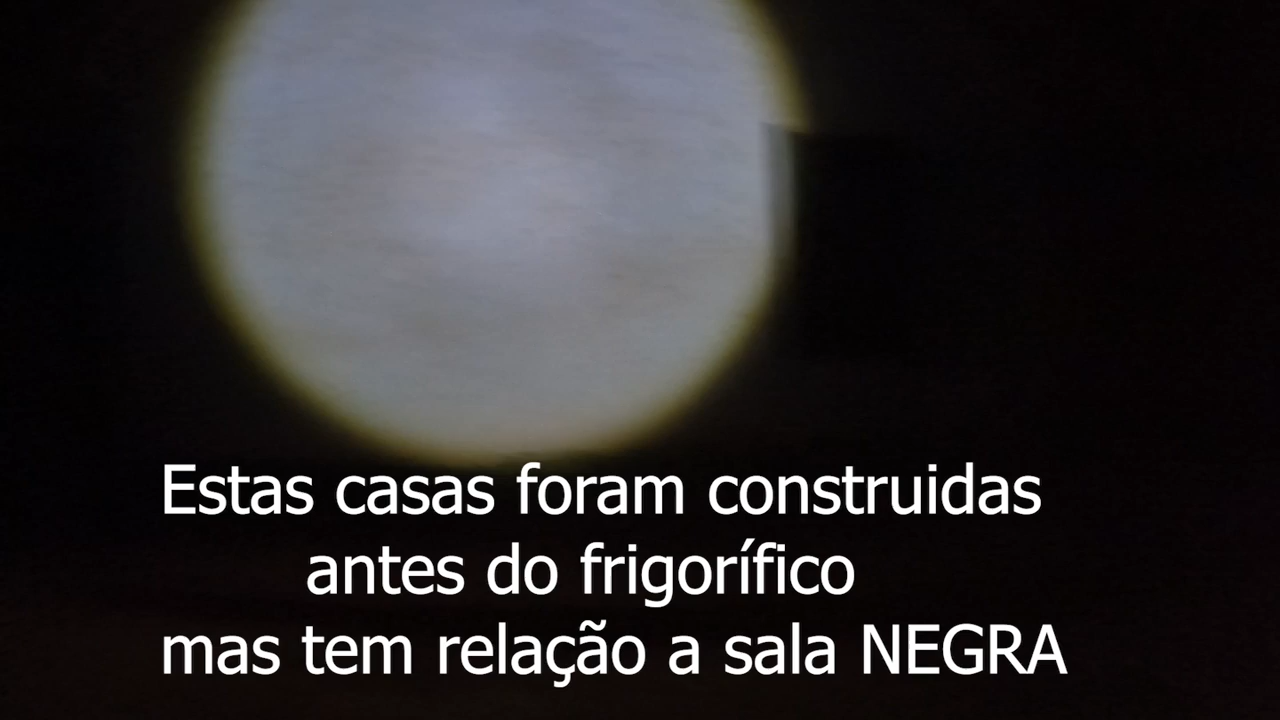 Estas casas foram construidas
antes do frigorífico
mas tem relação a sala NEGRA